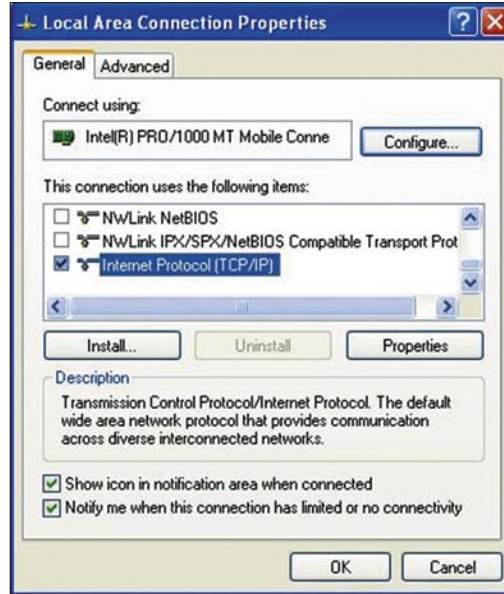 Local Area Connection Properties
General Advanced
Connect using:
Intel(R) PRO/1000 MT Mobile Conne
Configure...
This connection uses the following items:
NWLink NetBIOS
NWLink IPX/SPX/NetBIOS Compatible Transport Prot
Internet Protocol (TCP/IP)
Install... Uninstall Properties
Description
Transmission Control Protocol/Internet Protocol. The default
wide area network protocol that provides communication
across diverse interconnected networks.
Show icon in notification area when connected
Notify me when this connection has limited or no connectivity
OK Cancel